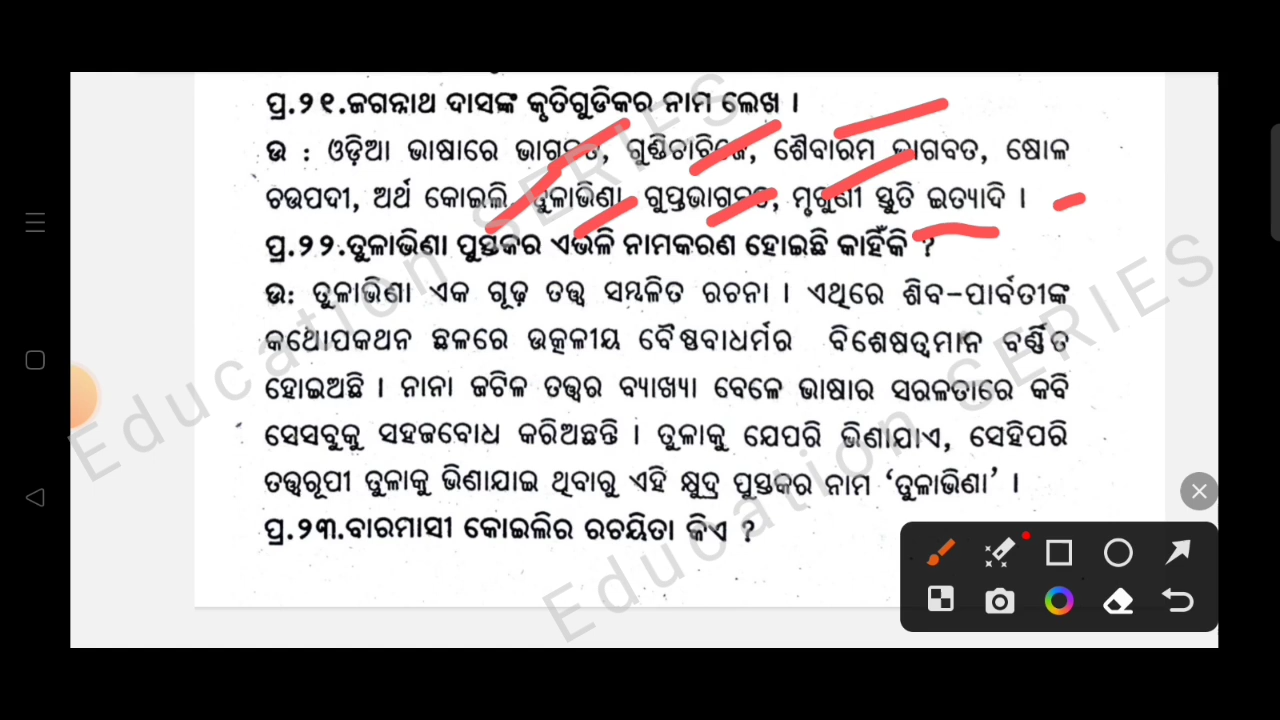 ପ୍ର.୨୧.ଜଗନ୍ନାଥ ଦାସଙ୍କ କୃତିଗୁଡିକର ନାମ ଲେଖ ।
ଉ : ଓଡ଼ିଆ ଭାଷାରେ ଭାଗବତ, ଗୁଣ୍ଡିଚାବିଜେ, ଶୈବାଗମ ଭାଗବତ, ଷୋଳ
ଚଉପଦୀ, ଅର୍ଥ କୋଇଲି, ତୁଳାଭିଣା, ଗୁପ୍ତଭାଗବତ, ମୃଗୁଣୀ ସ୍ତୁତି ଇତ୍ୟାଦି ।
ପ୍ର.୨୨.ତୁଳାଭିଣା ପୁସ୍ତକର ଏଭଳି ନାମକରଣ ହୋଇଛି କାହିଁକି ?
ଉ: ତୁଳାଭିଣା ଏକ ଗୂଢ଼ ତତ୍ତ୍ୱ ସମ୍ବଳିତ ରଚନା । ଏଥିରେ ଶିବ-ପାର୍ବତୀଙ୍କ
କଥୋପକଥନ ଛଳରେ ଉତ୍କଳୀୟ ବୈଷ୍ଣବଧର୍ମର ବିଶେଷତ୍ୱମାନ ବର୍ଣ୍ଣିତ
ହୋଇଅଛି । ନାନା ଜଟିଳ ତତ୍ତ୍ୱର ବ୍ୟାଖ୍ୟା ବେଳେ ଭାଷାର ସରଳତାରେ କବି
ସେସବୁକୁ ସହଜବୋଧ କରିଅଛନ୍ତି । ତୁଳାକୁ ଯେପରି ଭିଣାଯାଏ, ସେହିପରି
ତତ୍ତ୍ୱରୂପୀ ତୁଳାକୁ ଭିଣାଯାଇ ଥିବାରୁ ଏହି କ୍ଷୁଦ୍ର ପୁସ୍ତକର ନାମ ‘ତୁଳାଭିଣା’ ।
ପ୍ର.୨୩.ବାରମାସୀ କୋଇଲିର ରଚୟିତା କିଏ ?
Education SERIES
Education SERIES